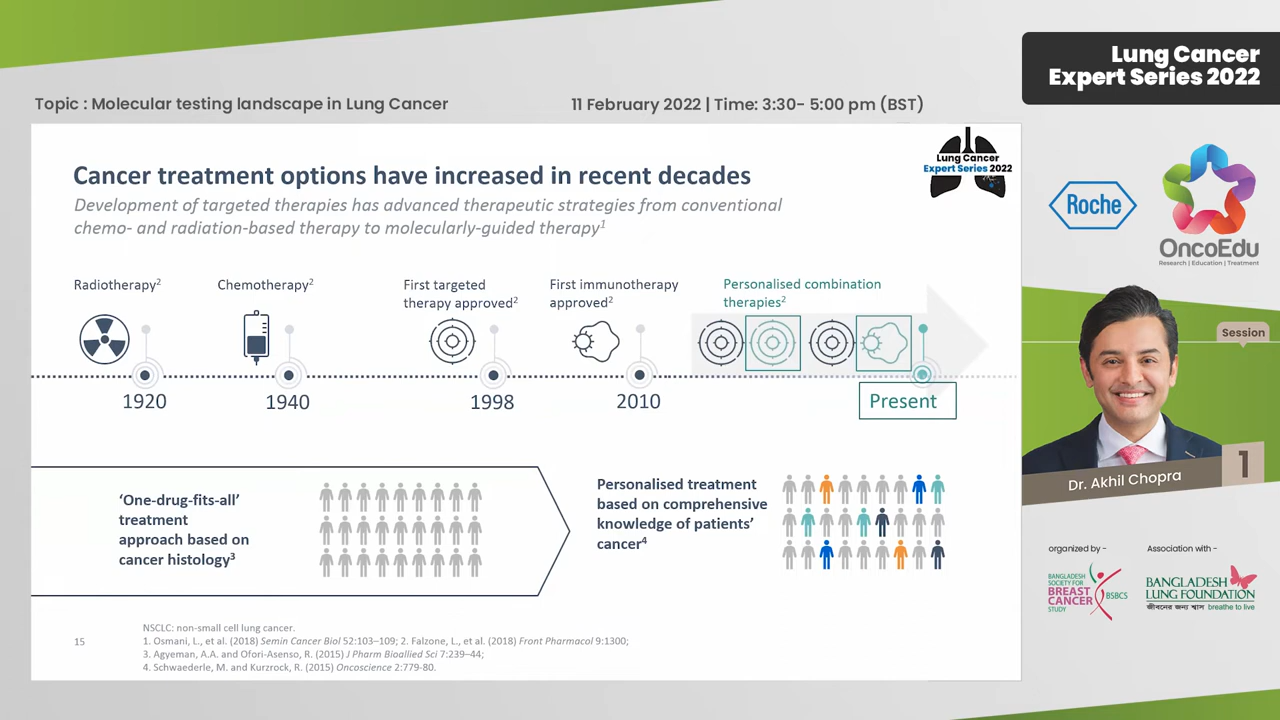 Lung Cancer
Expert Series 2022
Topic : Molecular testing landscape in Lung Cancer
11 February 2022 | Time: 3:30- 5:00 pm (BST)
Lung Cancer
Expert Series 2022
Cancer treatment options have increased in recent decades
Development of targeted therapies has advanced therapeutic strategies from conventional
chemo- and radiation-based therapy to molecularly-guided therapy¹
Radiotherapy²
Chemotherapy²
First targeted
therapy approved²
First immunotherapy
approved²
Personalised combination
therapies²
1920
1940
1998
2010
Present
‘One-drug-fits-all’
treatment
approach based on
cancer histology³
Personalised treatment
based on comprehensive
knowledge of patients’
cancer⁴
15
NSCLC: non-small cell lung cancer.
1. Osmani, L., et al. (2018) Semin Cancer Biol 52:103–109; 2. Falzone, L., et al. (2018) Front Pharmacol 9:1300;
3. Agyeman, A.A. and Ofori-Asenso, R. (2015) J Pharm Bioallied Sci 7:239–44;
4. Schwaederle, M. and Kurzrock, R. (2015) Oncoscience 2:779-80.
Roche
OncoEdu
Research | Education | Treatment
Session
1
Dr. Akhil Chopra
organized by -
Association with -
BANGLADESH
SOCIETY FOR
BREAST
CANCER
STUDY
BSBCS
BANGLADESH
LUNG FOUNDATION
জীবনের জন্য শ্বাস breathe to live